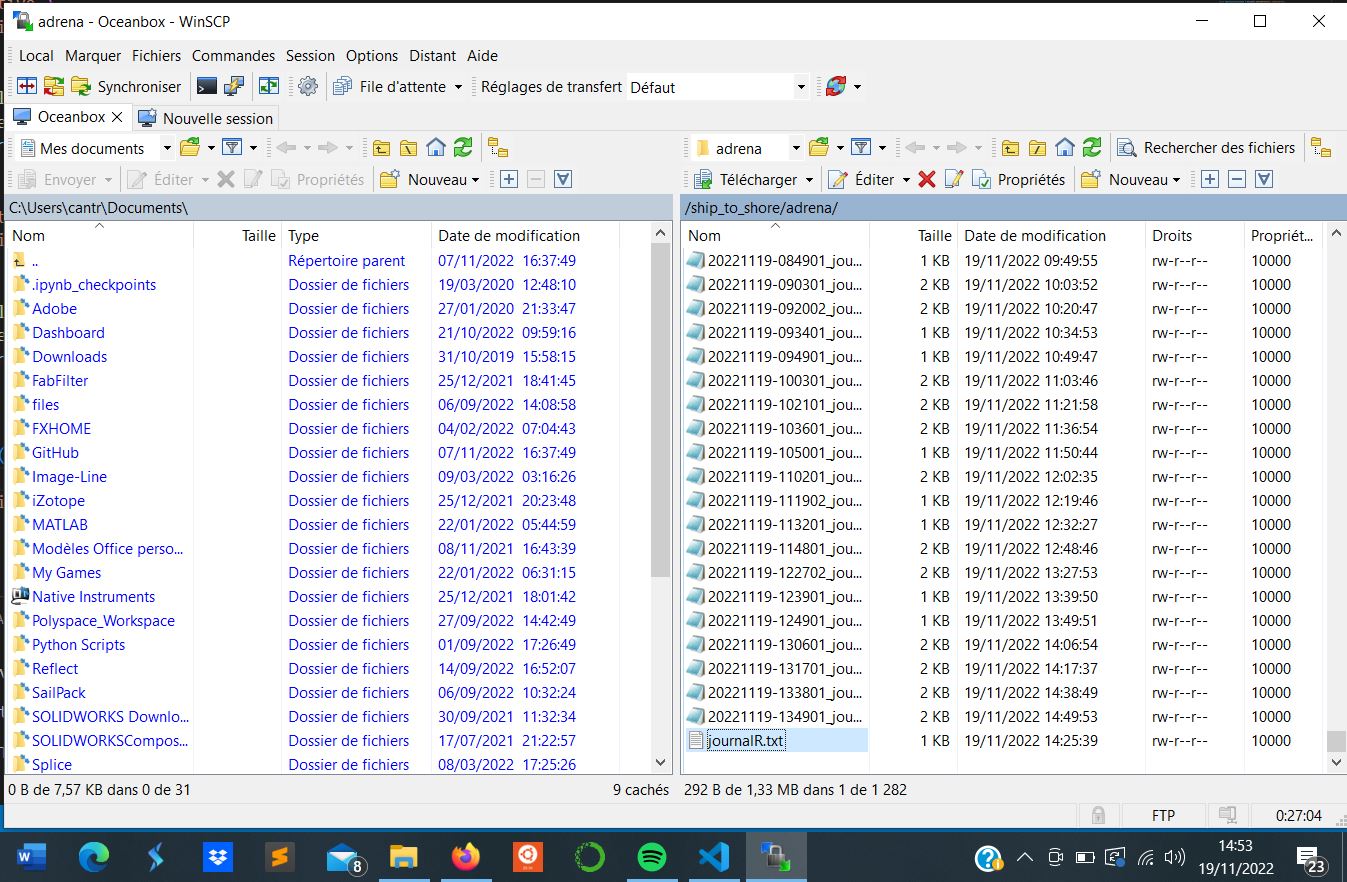 adrena - Oceanbox - WinSCP
Local Marquer Fichiers Commandes Session Options Distant Aide
Synchroniser File d'attente Réglages de transfert Défaut
Oceanbox Nouvelle session
Mes documents adrena Rechercher des fichiers
Envoyer Éditer Propriétés Nouveau Télécharger Éditer Propriétés Nouveau
C:\Users\cantr\Documents\ /ship_to_shore/adrena/
Nom Taille Type Date de modification Nom Taille Date de modification Droits Propriét...
.. Répertoire parent 07/11/2022 16:37:49 20221119-084901_jou... 1 KB 19/11/2022 09:49:55 rw-r--r-- 10000
.ipynb_checkpoints Dossier de fichiers 19/03/2020 12:48:10 20221119-090301_jou... 2 KB 19/11/2022 10:03:52 rw-r--r-- 10000
Adobe Dossier de fichiers 27/01/2020 21:33:47 20221119-092002_jou... 2 KB 19/11/2022 10:20:47 rw-r--r-- 10000
Dashboard Dossier de fichiers 21/10/2022 09:59:16 20221119-093401_jou... 1 KB 19/11/2022 10:34:53 rw-r--r-- 10000
Downloads Dossier de fichiers 31/10/2019 15:58:15 20221119-094901_jou... 1 KB 19/11/2022 10:49:47 rw-r--r-- 10000
FabFilter Dossier de fichiers 25/12/2021 18:41:45 20221119-100301_jou... 2 KB 19/11/2022 11:03:46 rw-r--r-- 10000
files Dossier de fichiers 06/09/2022 14:08:58 20221119-102101_jou... 2 KB 19/11/2022 11:21:58 rw-r--r-- 10000
FXHOME Dossier de fichiers 04/02/2022 07:04:43 20221119-103601_jou... 2 KB 19/11/2022 11:36:54 rw-r--r-- 10000
GitHub Dossier de fichiers 07/11/2022 16:37:49 20221119-105001_jou... 1 KB 19/11/2022 11:50:44 rw-r--r-- 10000
Image-Line Dossier de fichiers 09/03/2022 03:16:26 20221119-110201_jou... 2 KB 19/11/2022 12:02:35 rw-r--r-- 10000
iZotope Dossier de fichiers 25/12/2021 20:23:48 20221119-111902_jou... 1 KB 19/11/2022 12:19:46 rw-r--r-- 10000
MATLAB Dossier de fichiers 22/01/2022 05:44:59 20221119-113201_jou... 1 KB 19/11/2022 12:32:27 rw-r--r-- 10000
Modèles Office perso... Dossier de fichiers 08/11/2021 16:43:39 20221119-114801_jou... 2 KB 19/11/2022 12:48:46 rw-r--r-- 10000
My Games Dossier de fichiers 22/01/2022 06:31:15 20221119-122702_jou... 2 KB 19/11/2022 13:27:53 rw-r--r-- 10000
Native Instruments Dossier de fichiers 25/12/2021 18:01:42 20221119-123901_jou... 1 KB 19/11/2022 13:39:50 rw-r--r-- 10000
Polyspace_Workspace Dossier de fichiers 27/09/2022 14:42:49 20221119-124901_jou... 1 KB 19/11/2022 13:49:51 rw-r--r-- 10000
Python Scripts Dossier de fichiers 01/09/2022 17:26:49 20221119-130601_jou... 2 KB 19/11/2022 14:06:54 rw-r--r-- 10000
Reflect Dossier de fichiers 14/09/2022 16:52:07 20221119-131701_jou... 2 KB 19/11/2022 14:17:37 rw-r--r-- 10000
SailPack Dossier de fichiers 06/09/2022 10:32:24 20221119-133801_jou... 2 KB 19/11/2022 14:38:49 rw-r--r-- 10000
SOLIDWORKS Downlo... Dossier de fichiers 30/09/2021 11:32:34 20221119-134901_jou... 2 KB 19/11/2022 14:49:53 rw-r--r-- 10000
SOLIDWORKSCompos... Dossier de fichiers 17/07/2021 21:22:57 journalR.txt 1 KB 19/11/2022 14:25:39 rw-r--r-- 10000
Splice Dossier de fichiers 08/03/2022 17:25:26
0 B de 7,57 KB dans 0 de 31 9 cachés 292 B de 1,33 MB dans 1 de 1 282
FTP 0:27:04
8 14:53 23
19/11/2022